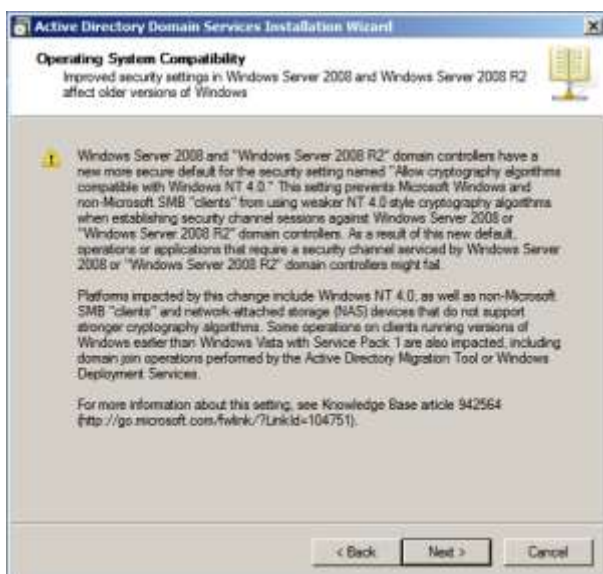 Active Directory Domain Services Installation Wizard
Operating System Compatibility
Improved security settings in Windows Server 2008 and Windows Server 2008 R2
affect older versions of Windows
Windows Server 2008 and "Windows Server 2008 R2" domain controllers have a
new more secure default for the security setting named "Allow cryptography algorithms
compatible with Windows NT 4.0." This setting prevents Microsoft Windows and
non-Microsoft SMB "clients" from using weaker NT 4.0 style cryptography algorithms
when establishing security channel sessions against Windows Server 2008 or
"Windows Server 2008 R2" domain controllers. As a result of this new default,
operations or applications that require a security channel serviced by Windows Server
2008 or "Windows Server 2008 R2" domain controllers might fail.
Platforms impacted by this change include Windows NT 4.0, as well as non-Microsoft
SMB "clients" and network-attached storage (NAS) devices that do not support
stronger cryptography algorithms. Some operations on clients running versions of
Windows earlier than Windows Vista with Service Pack 1 are also impacted, including
domain join operations performed by the Active Directory Migration Tool or Windows
Deployment Services.
For more information about this setting, see Knowledge Base article 942564
(http://go.microsoft.com/fwlink/?LinkId=104751).
< Back
Next >
Cancel